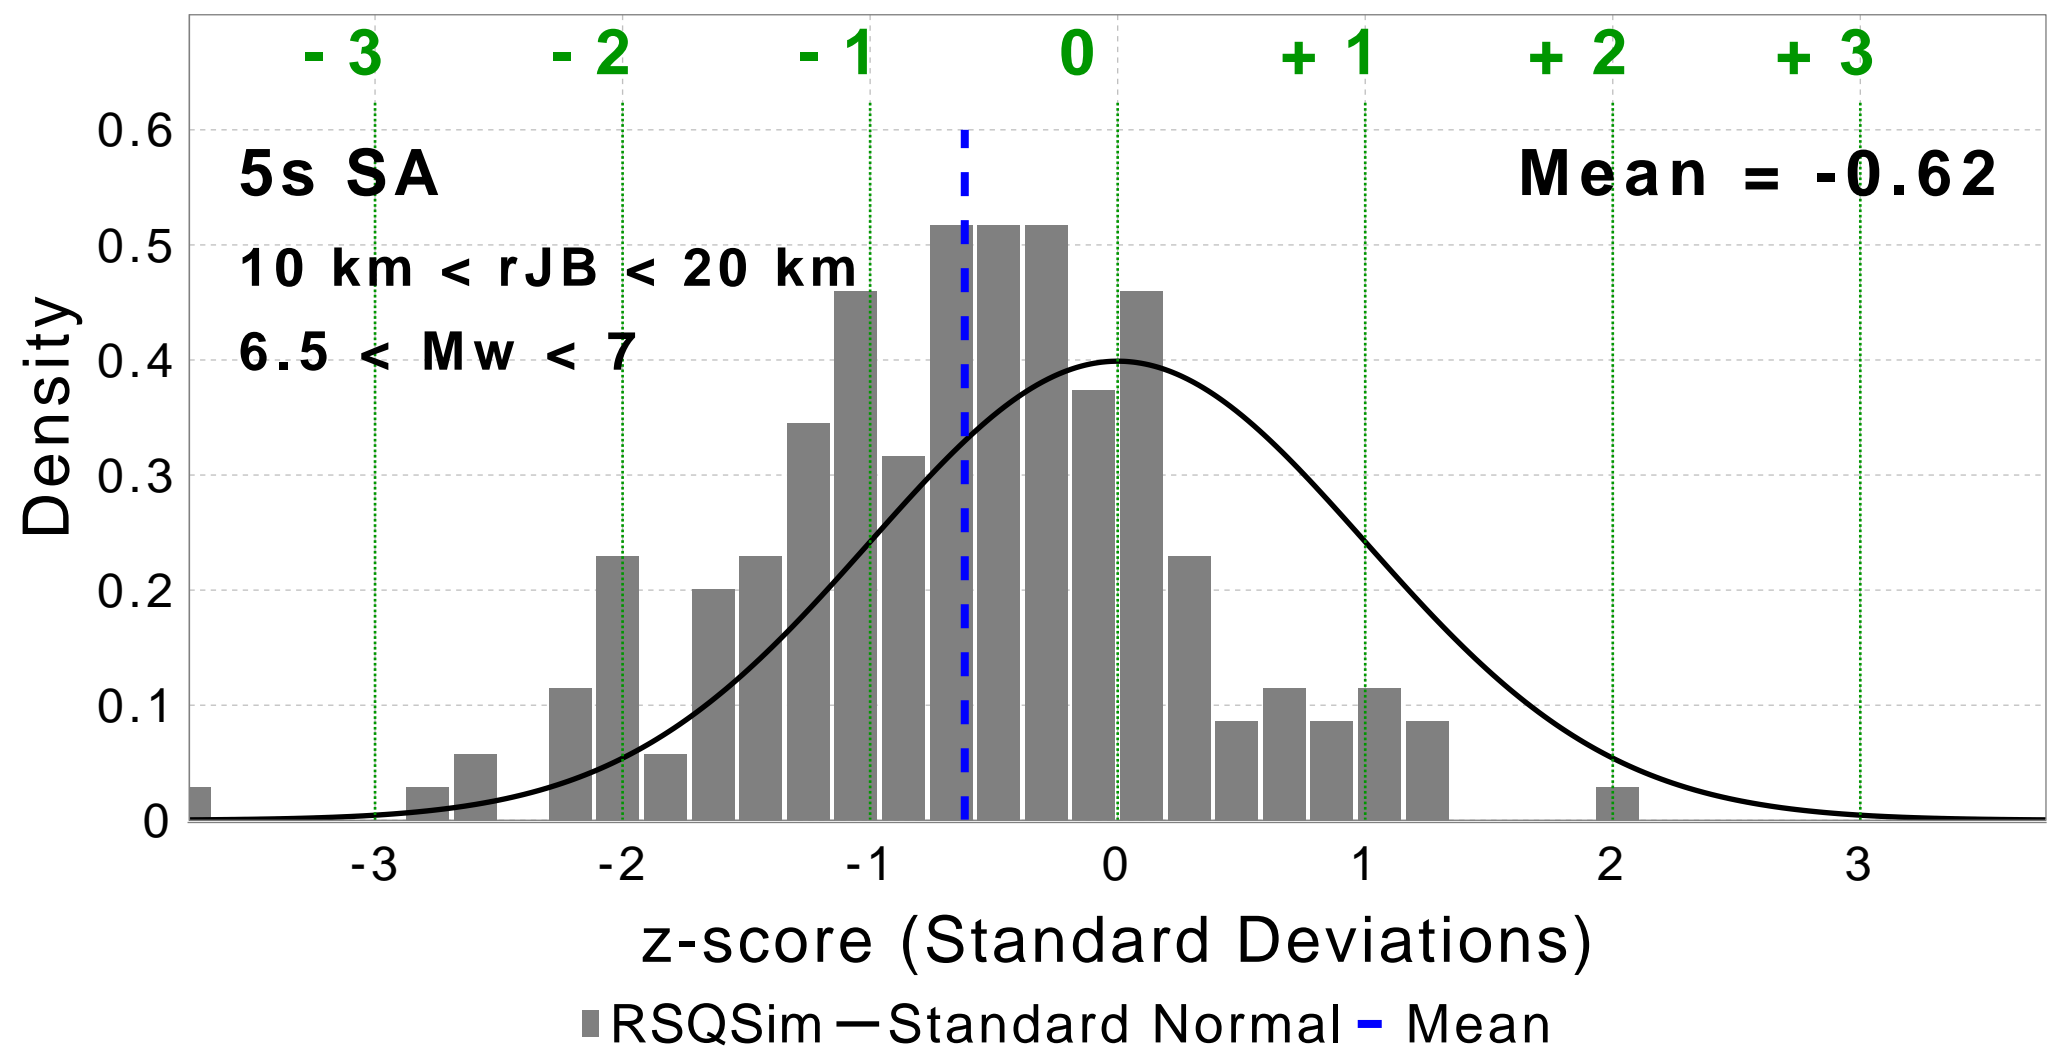 - 3 - 2 - 1 0 + 1 + 2 + 3
0.6
5s SA
Mean = -0.62
0.5
10 km < rJB < 20 km
0.4
6.5 < Mw < 7
0.3
0.2
0.1
0
Density
-3 -2 -1 0 1 2 3
z-score (Standard Deviations)
RSQSim Standard Normal Mean